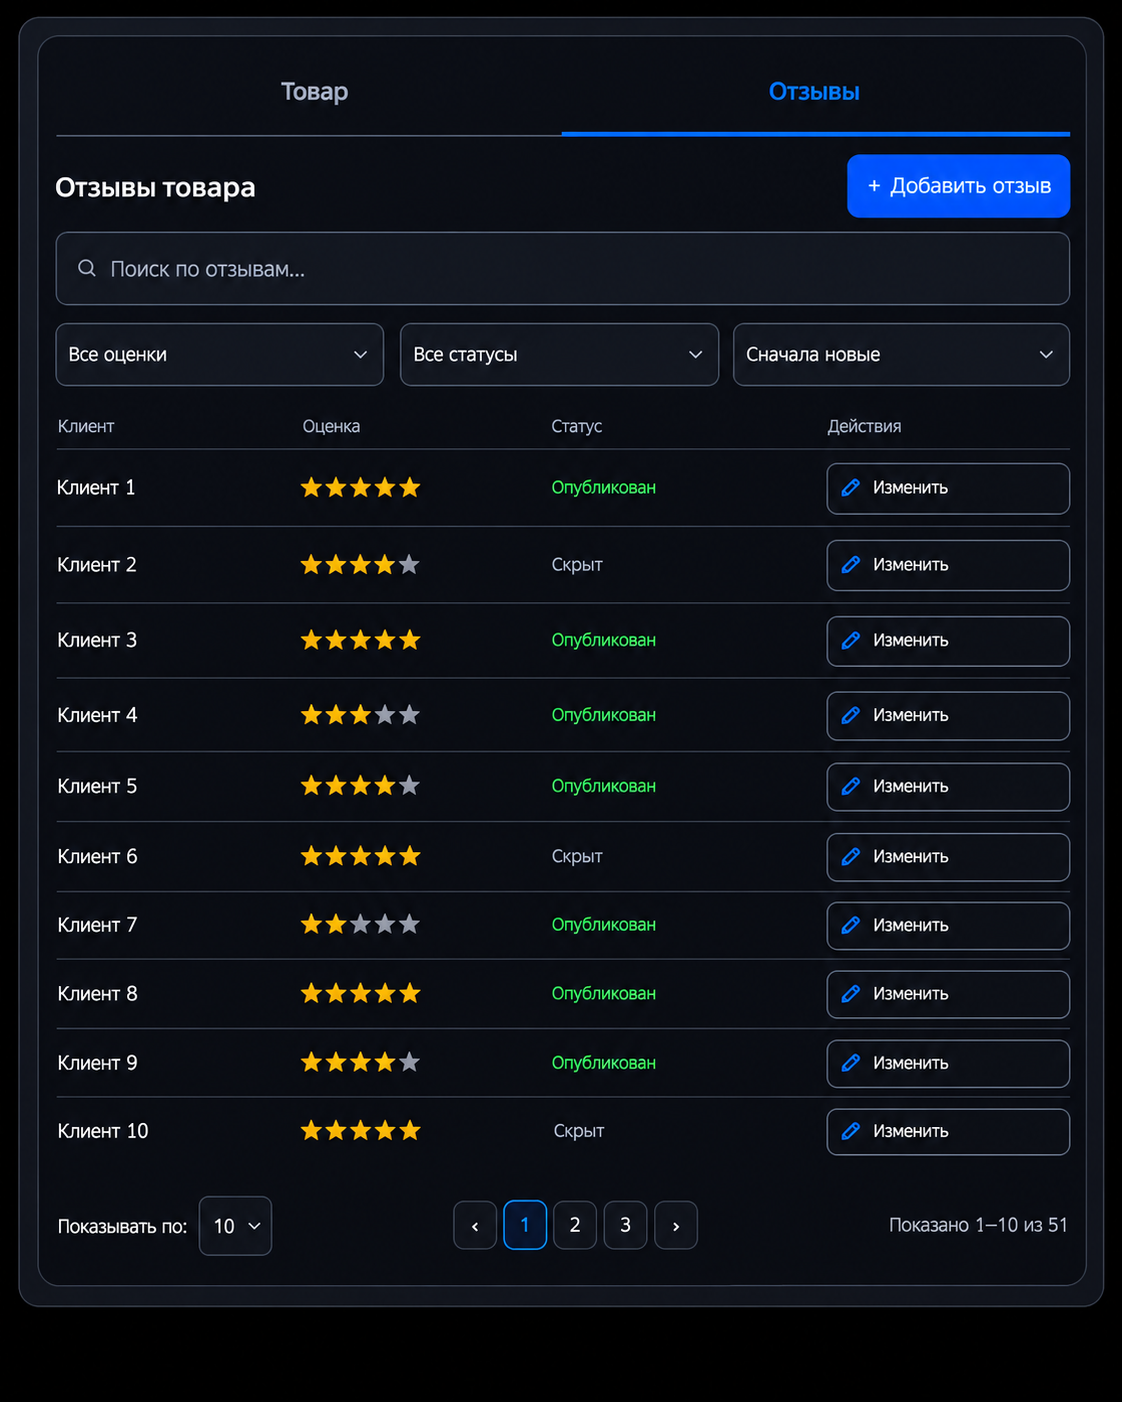 Товар Отзывы
Отзывы товара + Добавить отзыв
Поиск по отзывам...
Все оценки Все статусы Сначала новые
Клиент Оценка Статус Действия
Клиент 1 Опубликован Изменить
Клиент 2 Скрыт Изменить
Клиент 3 Опубликован Изменить
Клиент 4 Опубликован Изменить
Клиент 5 Опубликован Изменить
Клиент 6 Скрыт Изменить
Клиент 7 Опубликован Изменить
Клиент 8 Опубликован Изменить
Клиент 9 Опубликован Изменить
Клиент 10 Скрыт Изменить
Показывать по: 10 ‹ 1 2 3 › Показано 1–10 из 51